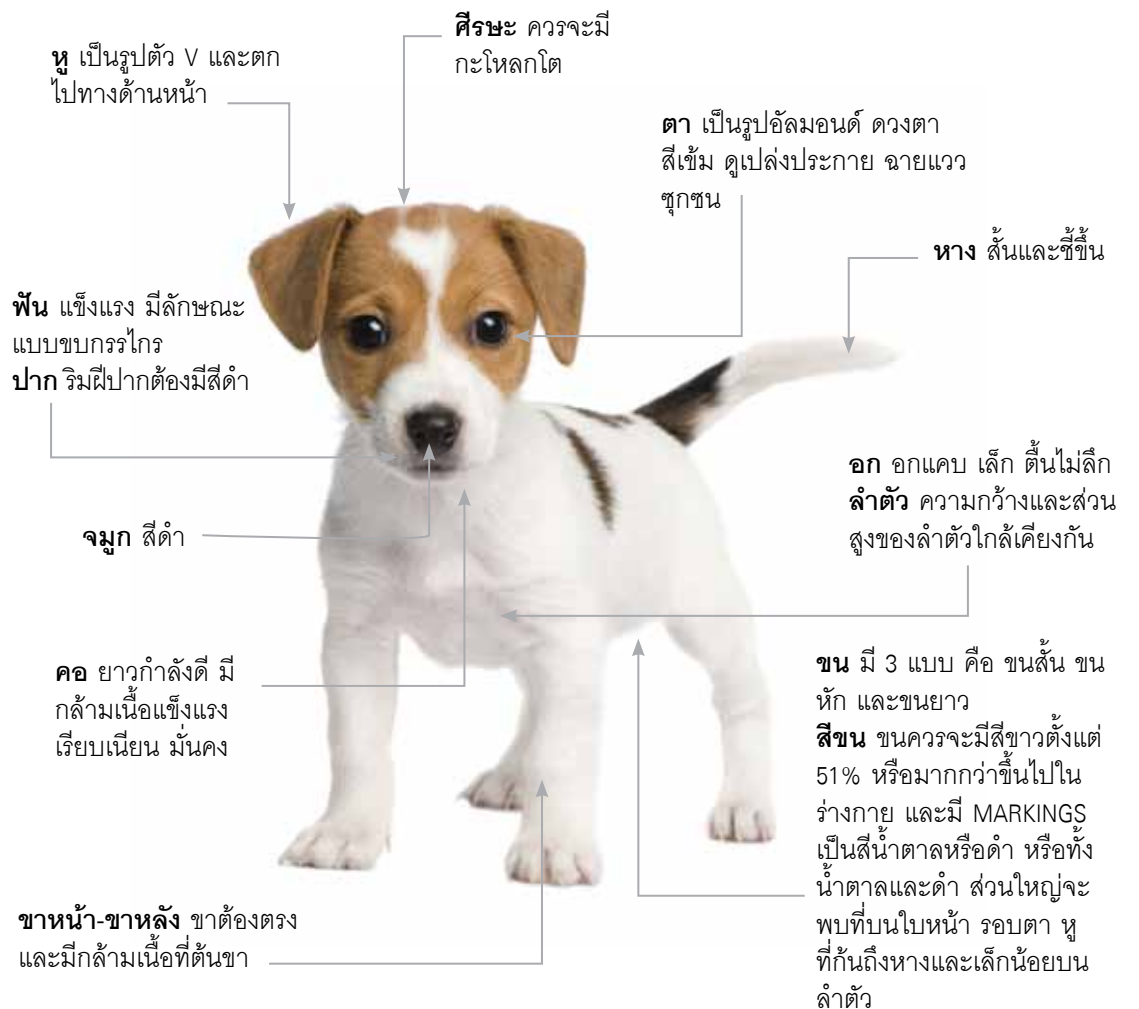 ศีรษะ ควรจะมี
กะโหลกโต
หู เป็นรูปตัว V และตก
ไปทางด้านหน้า
ตา เป็นรูปอัลมอนด์ ดวงตา
สีเข้ม ดูเปล่งประกาย ฉายแวว
ซุกซน
หาง สั้นและชี้ขึ้น
ฟัน แข็งแรง มีลักษณะ
แบบขบกรรไกร
ปาก ริมฝีปากต้องมีสีดำ
อก อกแคบ เล็ก ตื้นไม่ลึก
ลำตัว ความกว้างและส่วน
สูงของลำตัวใกล้เคียงกัน
จมูก สีดำ
คอ ยาวกำลังดี มี
กล้ามเนื้อแข็งแรง
เรียบเนียน มั่นคง
ขน มี 3 แบบ คือ ขนสั้น ขน
หัก และขนยาว
สีขน ขนควรจะมีสีขาวตั้งแต่
51% หรือมากกว่าขึ้นไปใน
ร่างกาย และมี MARKINGS
เป็นสีน้ำตาลหรือดำ หรือทั้ง
น้ำตาลและดำ ส่วนใหญ่จะ
พบที่บนใบหน้า รอบตา หู
ที่ก้นถึงหางและเล็กน้อยบน
ลำตัว
ขาหน้า-ขาหลัง ขาต้องตรง
และมีกล้ามเนื้อที่ต้นขา